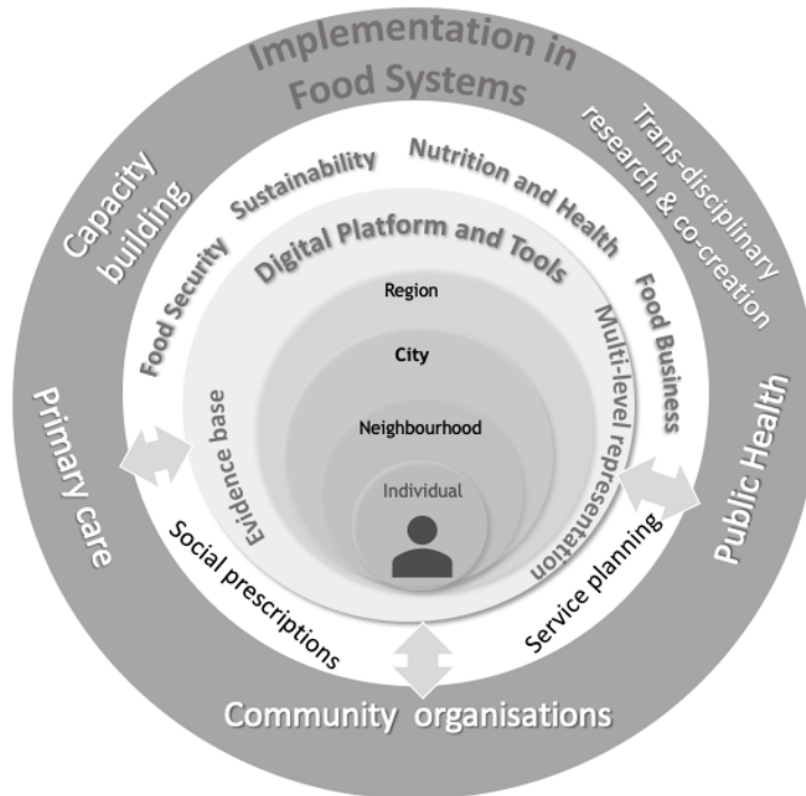 Implementation in
Food Systems
Capacity
building
Trans-disciplinary
research & co-creation
Primary care
Public Health
Community organisations
Food Security
Sustainability
Nutrition and Health
Food Business
Social prescriptions
Service planning
Digital Platform and Tools
Evidence base
Multi-level representation
Region
City
Neighbourhood
Individual